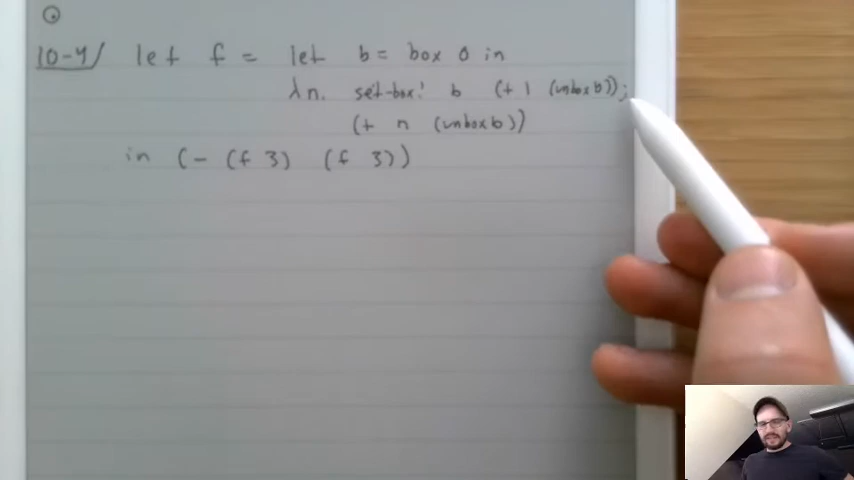 10-4/ let f = let b = box 0 in
λn. set-box! b (+ 1 (unbox b));
(+ n (unbox b))
in (- (f 3) (f 3))